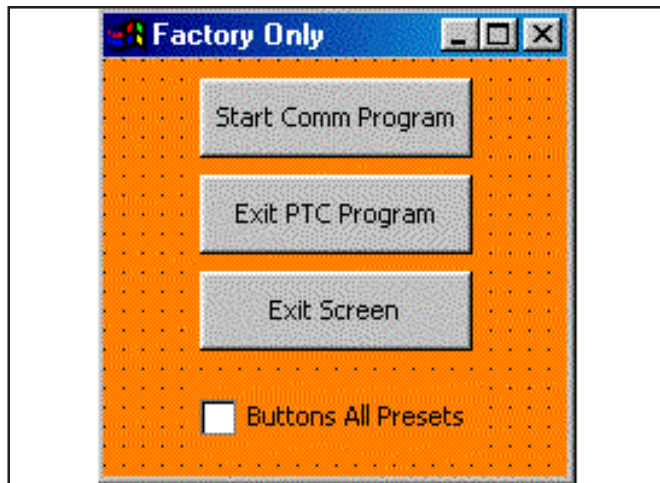 Factory Only
Start Comm Program
Exit PTC Program
Exit Screen
Buttons All Presets